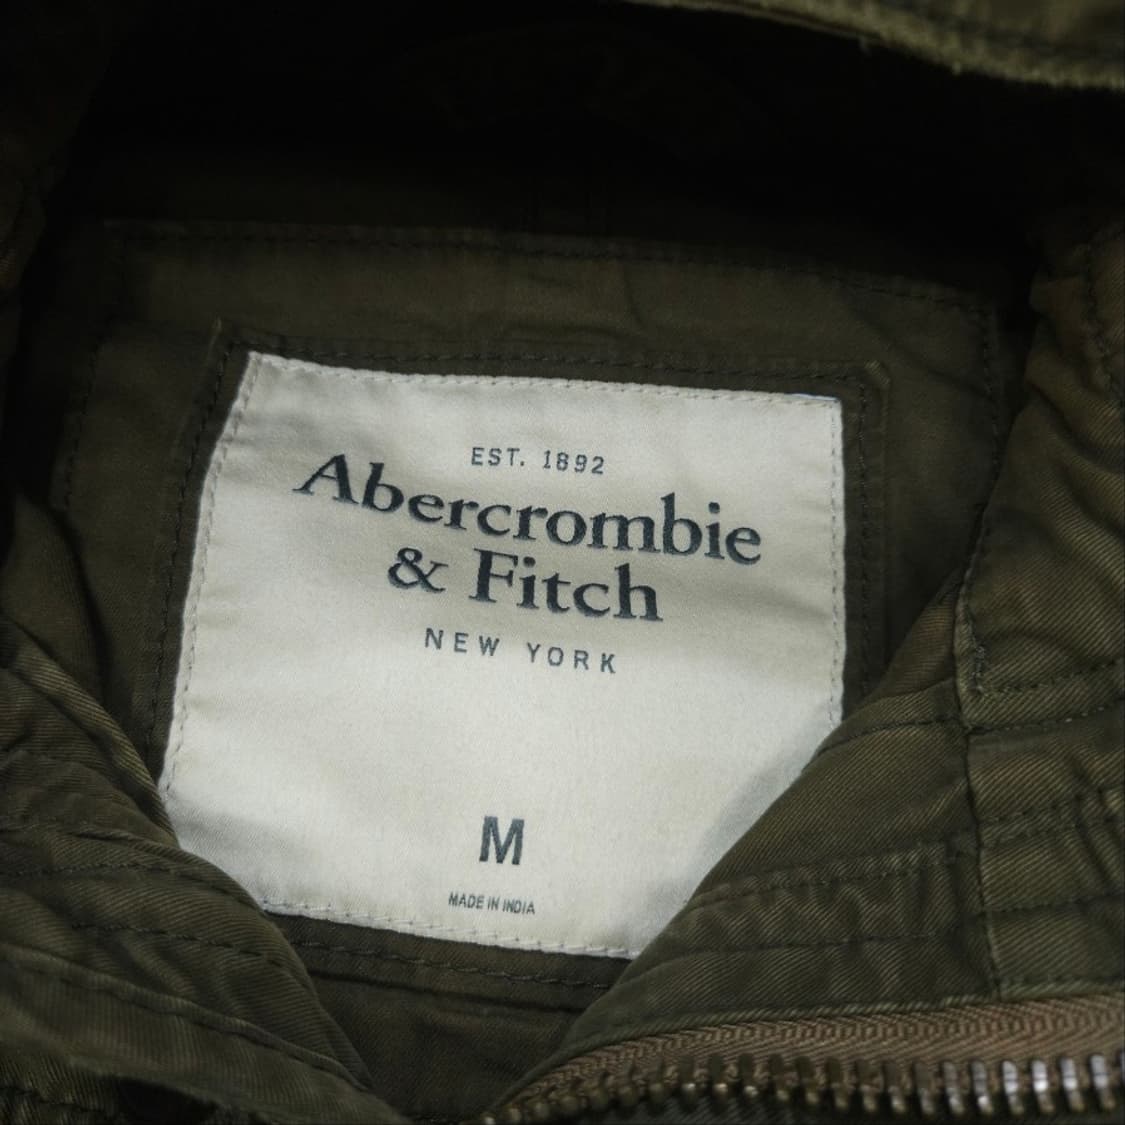 EST. 1892
Abercrombie
& Fitch
NEW YORK
M
MADE IN INDIA